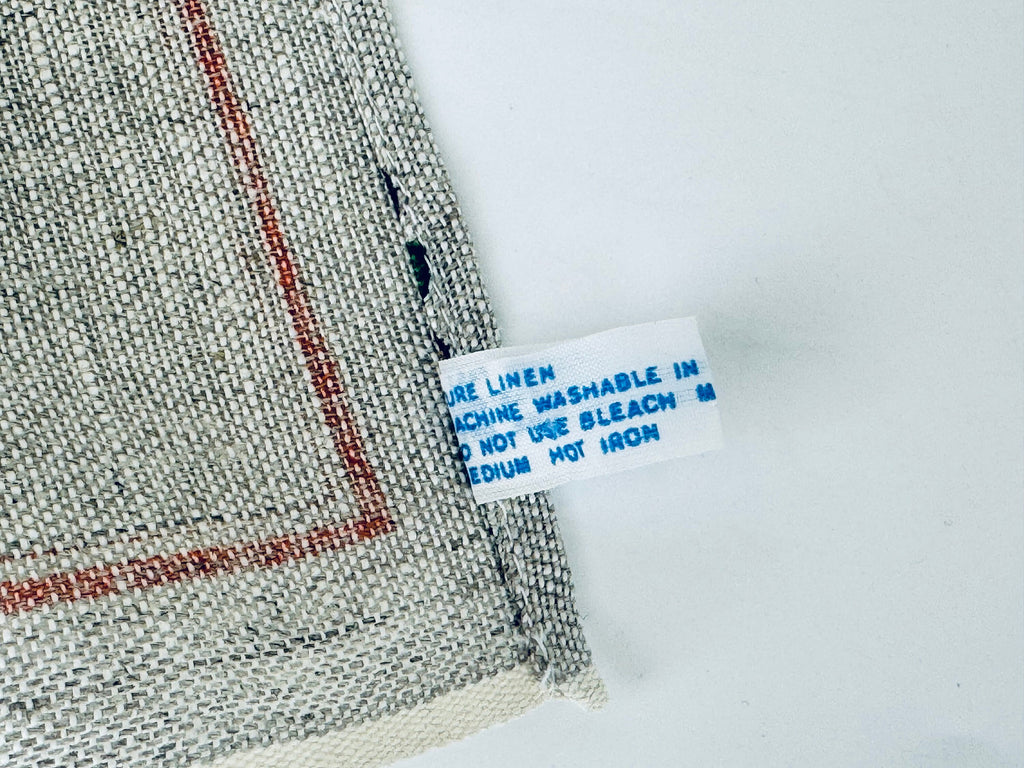 URE LINEN
ACHINE WASHABLE IN
O NOT USE BLEACH M
EDIUM HOT IRON